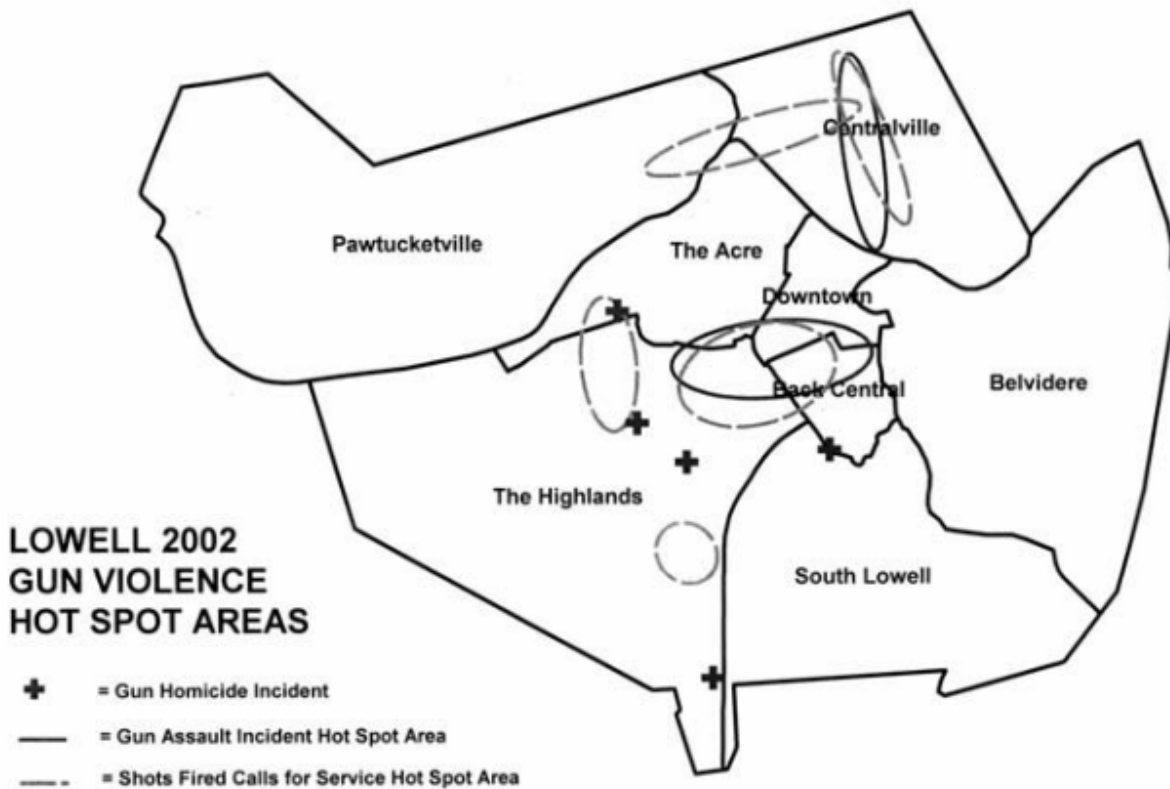 Centralville
Pawtucketville
The Acre
Downtown
Back Central
Belvidere
The Highlands
South Lowell
LOWELL 2002
GUN VIOLENCE
HOT SPOT AREAS
= Gun Homicide Incident
= Gun Assault Incident Hot Spot Area
= Shots Fired Calls for Service Hot Spot Area